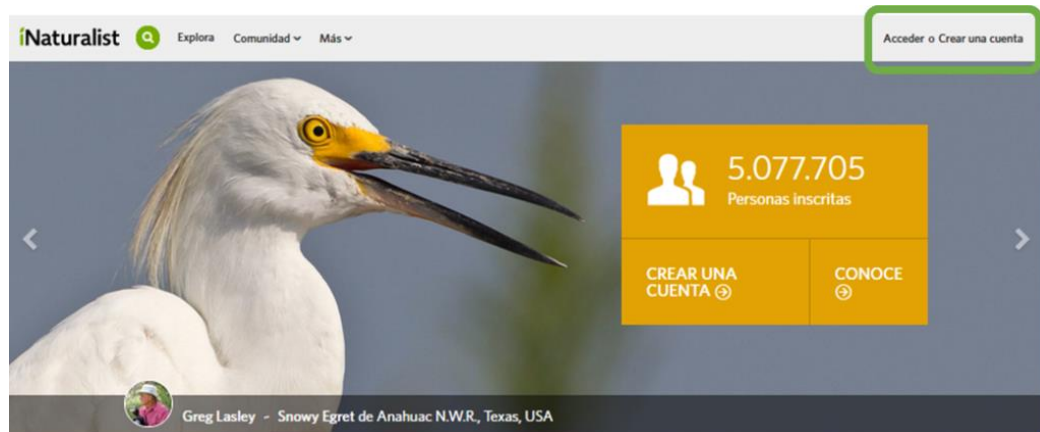 iNaturalist Explora Comunidad Más Acceder o Crear una cuenta
5.077.705
Personas inscritas
CREAR UNA
CUENTA
CONOCE
Greg Lasley - Snowy Egret de Anahuac N.W.R., Texas, USA